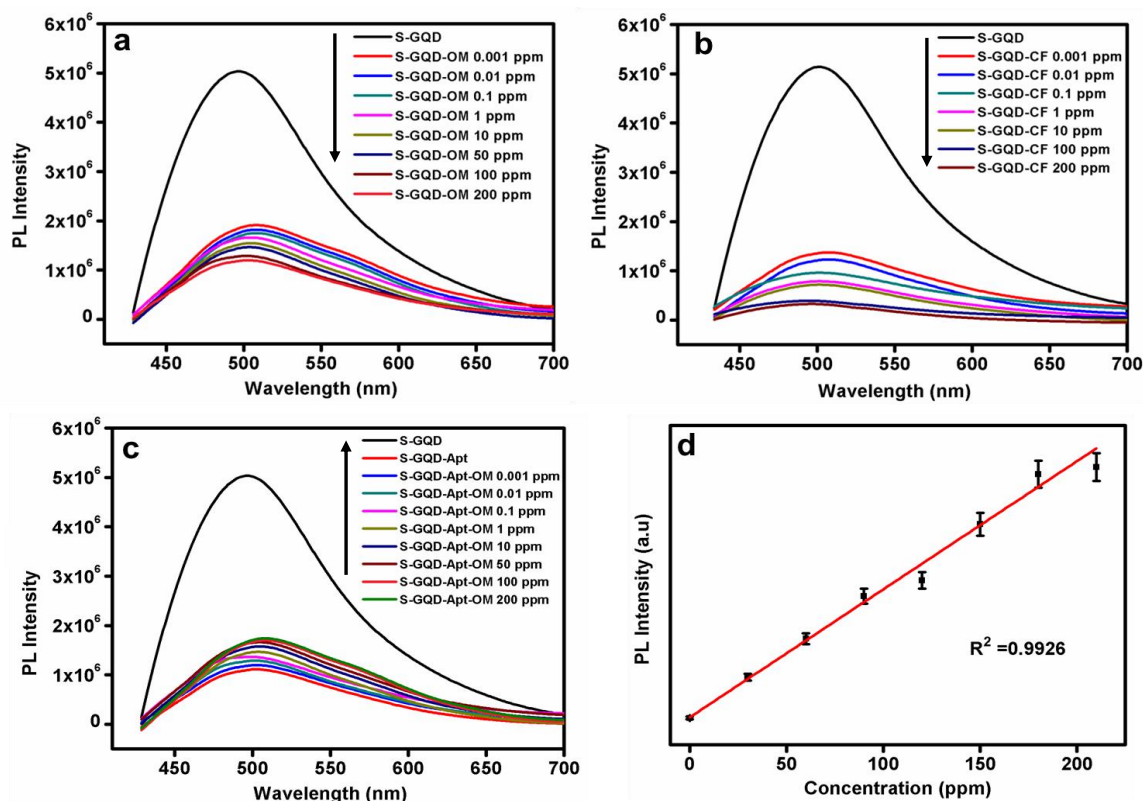 a
6x10^6
5x10^6
4x10^6
3x10^6
2x10^6
1x10^6
0
PL Intensity
S-GQD
S-GQD-OM 0.001 ppm
S-GQD-OM 0.01 ppm
S-GQD-OM 0.1 ppm
S-GQD-OM 1 ppm
S-GQD-OM 10 ppm
S-GQD-OM 50 ppm
S-GQD-OM 100 ppm
S-GQD-OM 200 ppm
450 500 550 600 650 700
Wavelength (nm)
b
6x10^6
5x10^6
4x10^6
3x10^6
2x10^6
1x10^6
0
PL Intensity
S-GQD
S-GQD-CF 0.001 ppm
S-GQD-CF 0.01 ppm
S-GQD-CF 0.1 ppm
S-GQD-CF 1 ppm
S-GQD-CF 10 ppm
S-GQD-CF 100 ppm
S-GQD-CF 200 ppm
450 500 550 600 650 700
Wavelength (nm)
c
6x10^6
5x10^6
4x10^6
3x10^6
2x10^6
1x10^6
0
PL Intensity
S-GQD
S-GQD-Apt
S-GQD-Apt-OM 0.001 ppm
S-GQD-Apt-OM 0.01 ppm
S-GQD-Apt-OM 0.1 ppm
S-GQD-Apt-OM 1 ppm
S-GQD-Apt-OM 10 ppm
S-GQD-Apt-OM 50 ppm
S-GQD-Apt-OM 100 ppm
S-GQD-Apt-OM 200 ppm
450 500 550 600 650 700
Wavelength (nm)
d
PL Intensity (a.u)
R^2 =0.9926
0 50 100 150 200
Concentration (ppm)